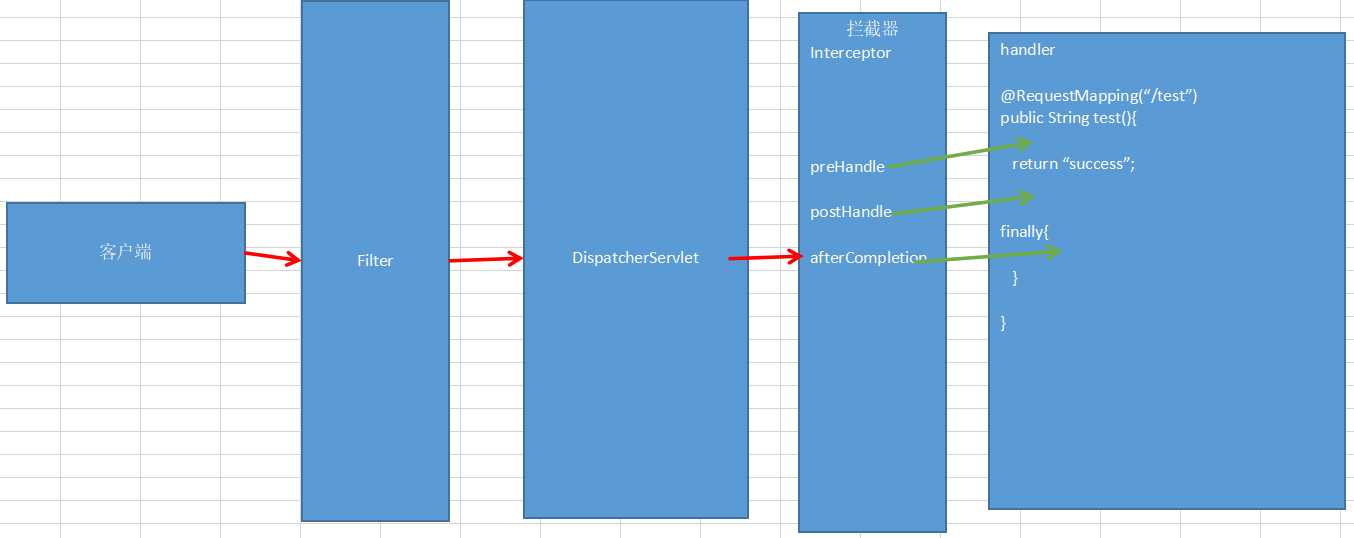 客户端
Filter
DispatcherServlet
拦截器
Interceptor
preHandle
postHandle
afterCompletion
handler
@RequestMapping(“/test”)
public String test(){
return “success”;
finally{
}
}